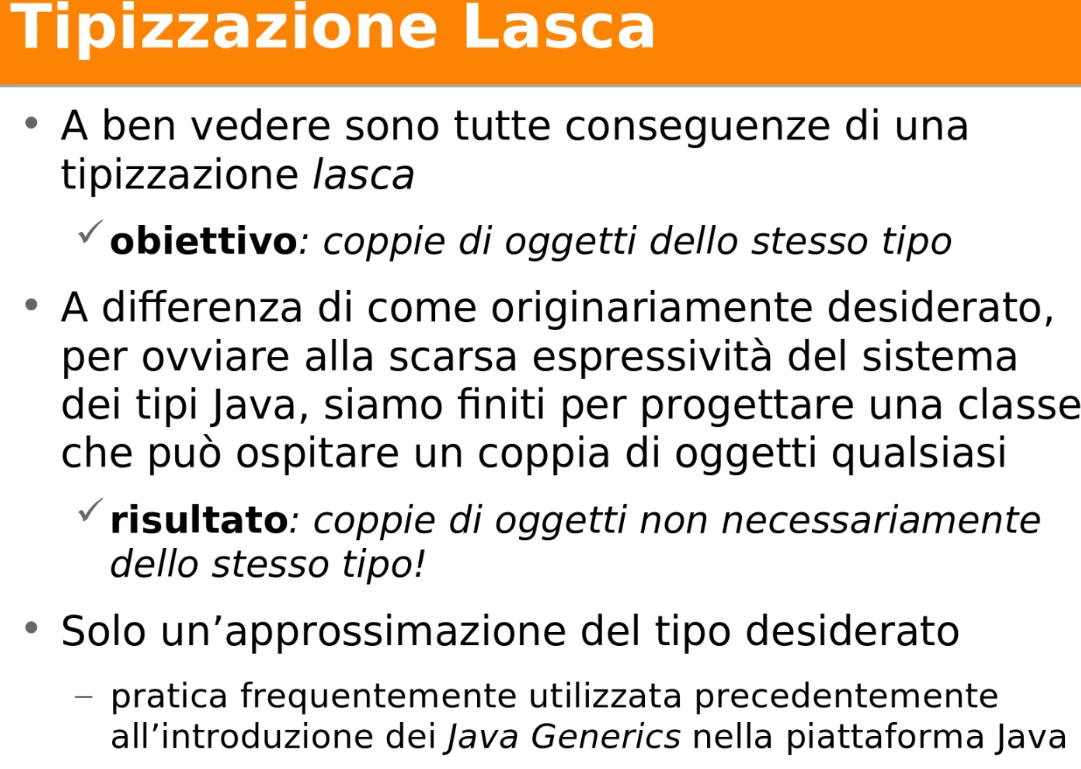 Tipizzazione Lasca
• A ben vedere sono tutte conseguenze di una
tipizzazione lasca
✓obiettivo: coppie di oggetti dello stesso tipo
• A differenza di come originariamente desiderato,
per ovviare alla scarsa espressività del sistema
dei tipi Java, siamo finiti per progettare una classe
che può ospitare un coppia di oggetti qualsiasi
✓risultato: coppie di oggetti non necessariamente
dello stesso tipo!
• Solo un’approssimazione del tipo desiderato
– pratica frequentemente utilizzata precedentemente
all’introduzione dei Java Generics nella piattaforma Java